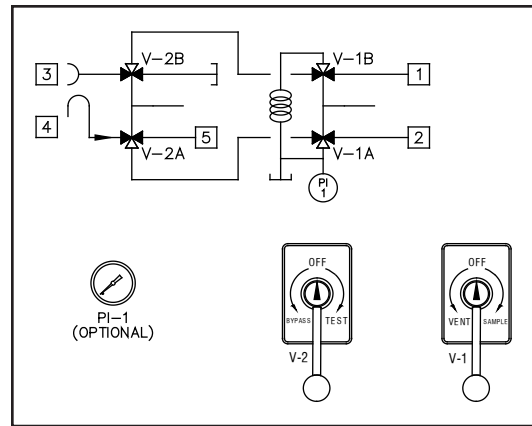 V-2B
V-1B
3
1
4
5
2
V-2A
V-1A
PI
1
PI-1
(OPTIONAL)
OFF
BYPASS
TEST
V-2
OFF
VENT
SAMPLE
V-1